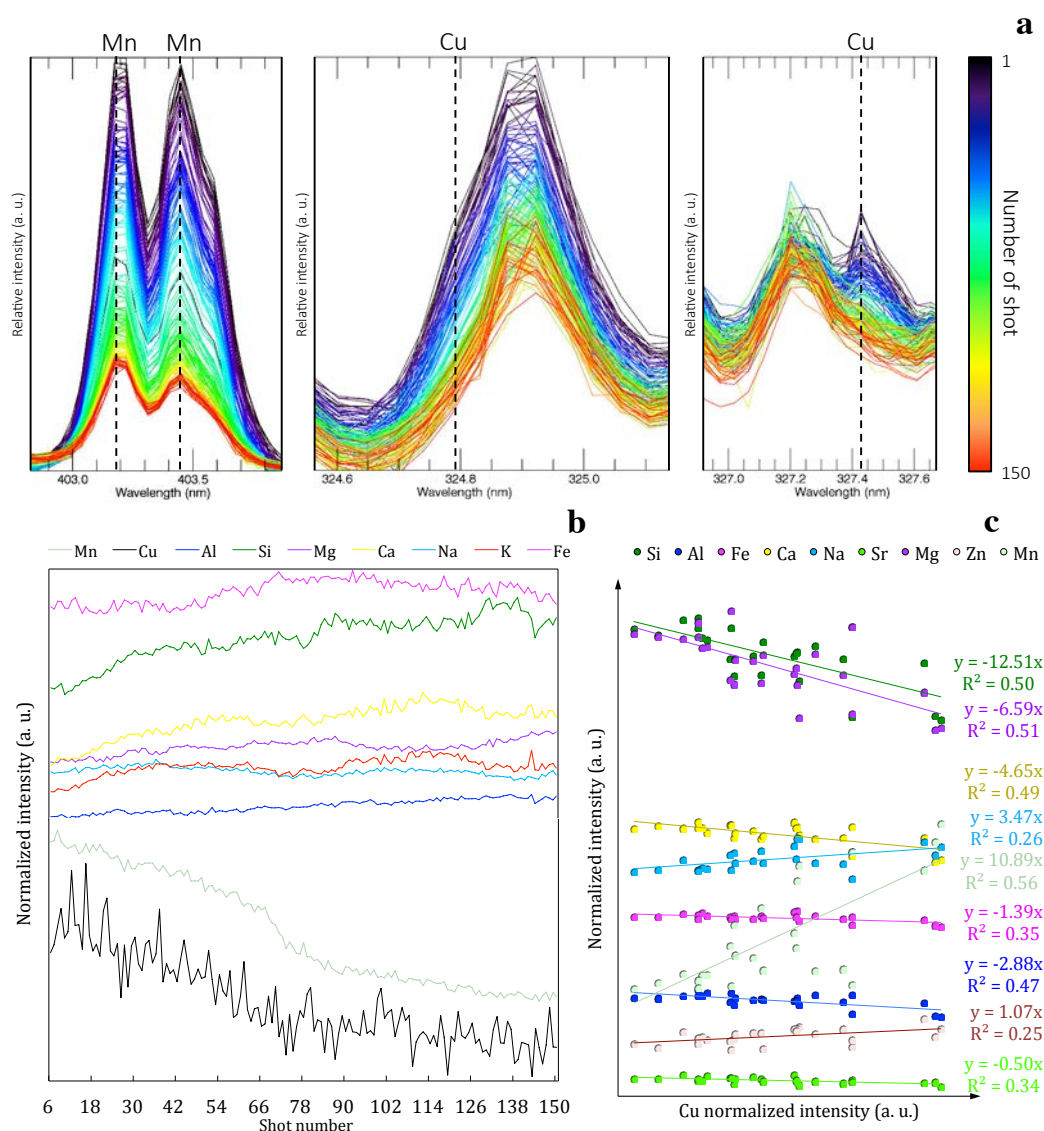 a
Mn Mn Cu Cu
Relative intensity (a. u.)
403.0 403.5
Wavelength (nm)
Relative intensity (a. u.)
324.6 324.8 325.0
Wavelength (nm)
Relative intensity (a. u.)
327.0 327.2 327.4 327.6
Wavelength (nm)
1
Number of shot
150
b
Mn Cu Al Si Mg Ca Na K Fe
Normalized intensity (a. u.)
6 18 30 42 54 66 78 90 102 114 126 138 150
Shot number
c
Si Al Fe Ca Na Sr Mg Zn Mn
Normalized intensity (a. u.)
y = -12.51x
R² = 0.50
y = -6.59x
R² = 0.51
y = -4.65x
R² = 0.49
y = 3.47x
R² = 0.26
y = 10.89x
R² = 0.56
y = -1.39x
R² = 0.35
y = -2.88x
R² = 0.47
y = 1.07x
R² = 0.25
y = -0.50x
R² = 0.34
Cu normalized intensity (a. u.)